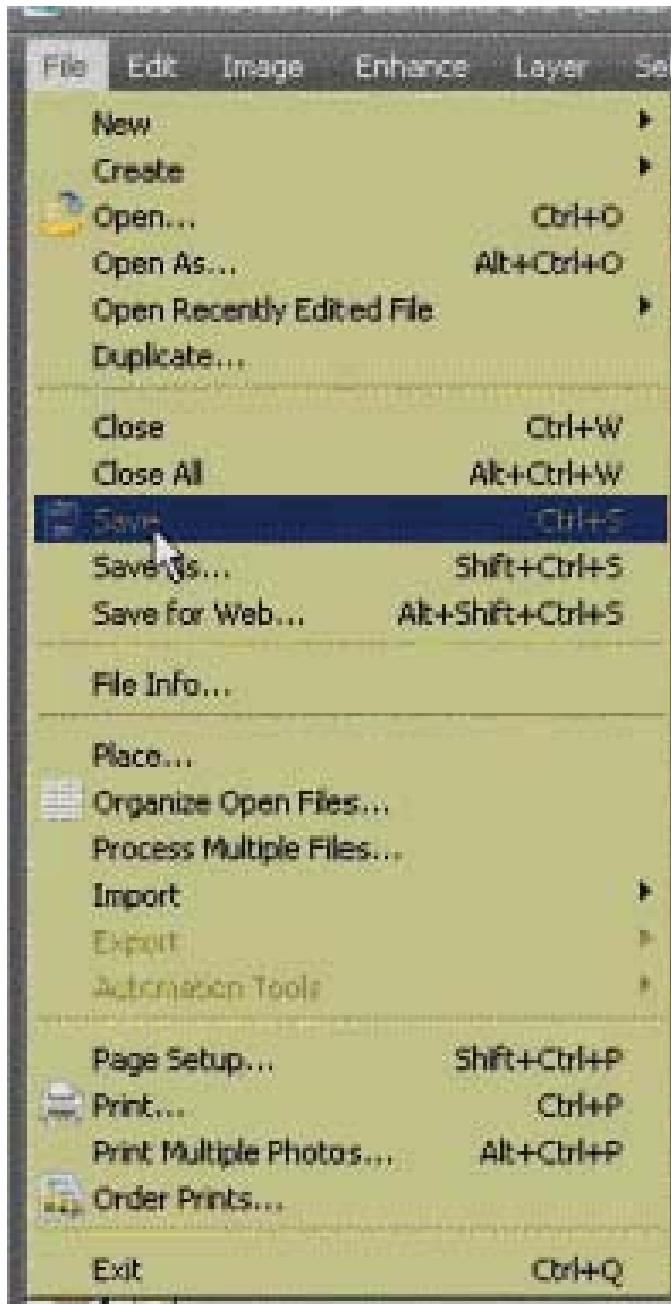 File Edit Image Enhance Layer
New
Create
Open... Ctrl+O
Open As... Alt+Ctrl+O
Open Recently Edited File
Duplicate...
Close Ctrl+W
Close All Alt+Ctrl+W
Save Ctrl+S
Save As... Shift+Ctrl+S
Save for Web... Alt+Shift+Ctrl+S
File Info...
Place...
Organize Open Files...
Process Multiple Files...
Import
Export
Automation Tools
Page Setup... Shift+Ctrl+P
Print... Ctrl+P
Print Multiple Photos... Alt+Ctrl+P
Order Prints...
Exit Ctrl+Q